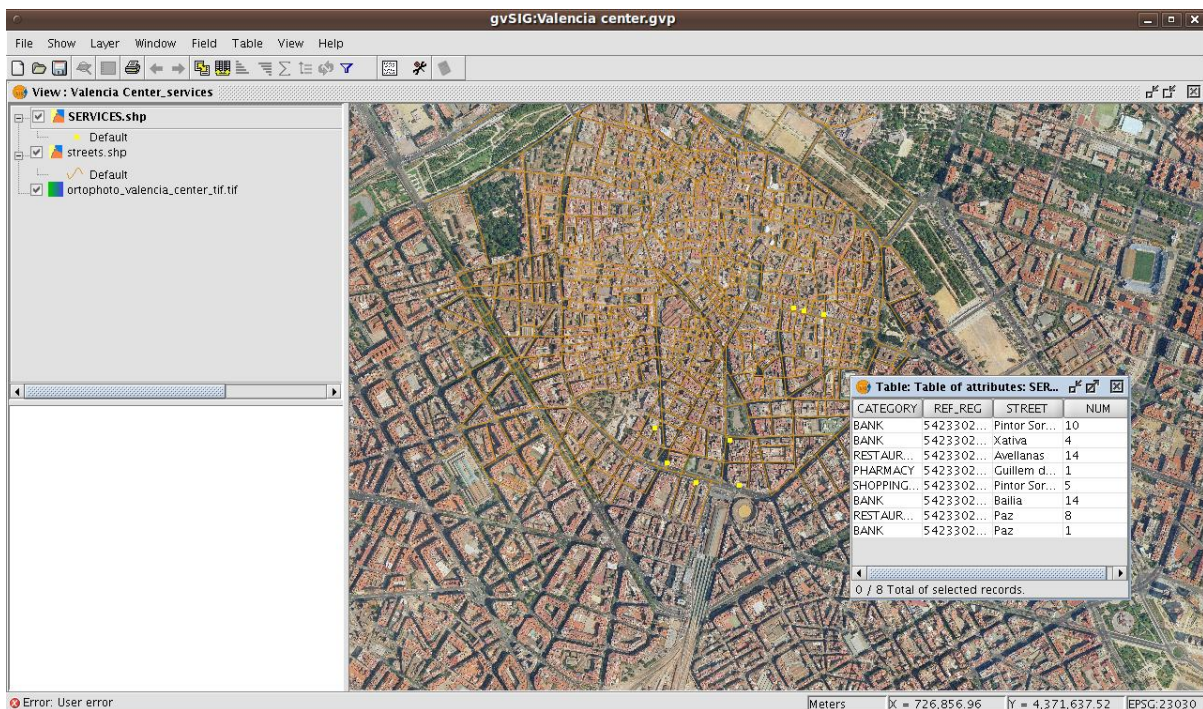 gvSIG:Valencia center.gvp
File Show Layer Window Field Table View Help
View : Valencia Center_services
SERVICES.shp
Default
streets.shp
Default
ortophoto_valencia_center_tif.tif
Table: Table of attributes: SER...
CATEGORY REF_REG STREET NUM
BANK 5423302... Pintor Sor... 10
BANK 5423302... Xativa 4
RESTAUR... 5423302... Avellanas 14
PHARMACY 5423302... Guillem d... 1
SHOPPING... 5423302... Pintor Sor... 5
BANK 5423302... Bailia 14
RESTAUR... 5423302... Paz 8
BANK 5423302... Paz 1
0 / 8 Total of selected records.
Error: User error
Meters X = 726,856.96 Y = 4,371,637.52 EPSG:23030